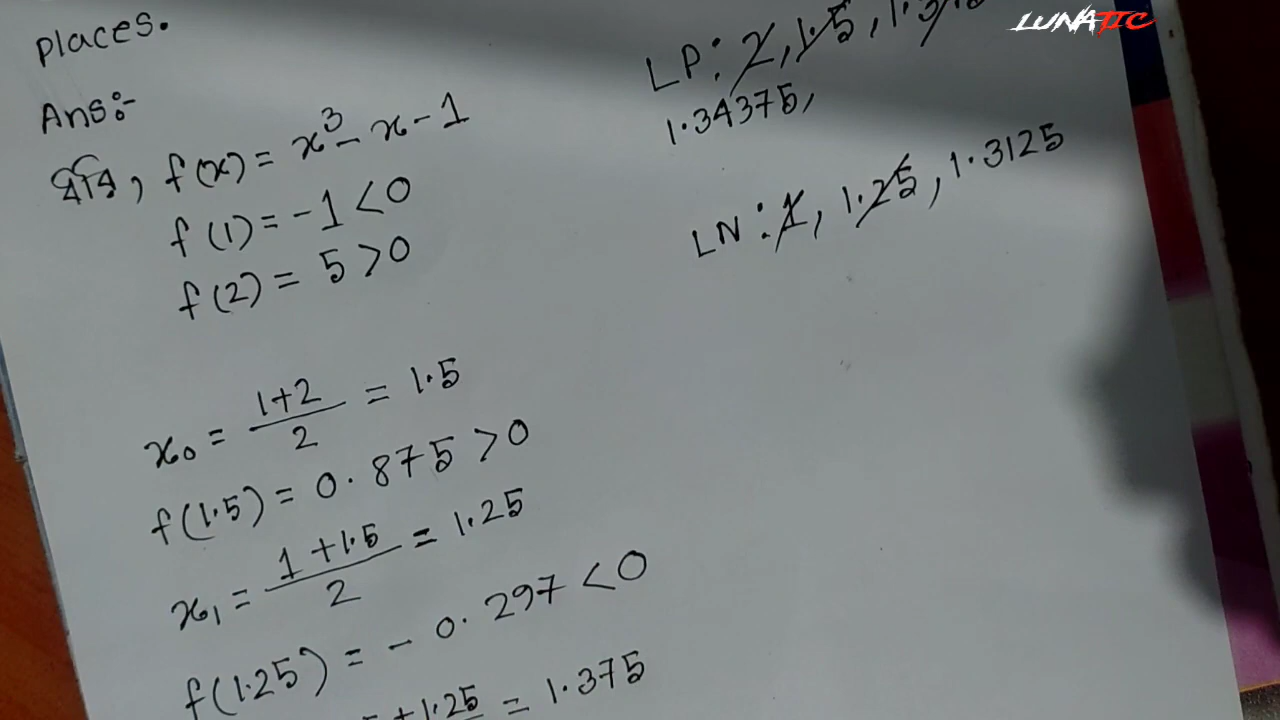 places.
Ans:-
ধরি, f(x) = x³ - x - 1
f(1) = -1 < 0
f(2) = 5 > 0
x₀ = (1+2)/2 = 1.5
f(1.5) = 0.875 > 0
x₁ = (1+1.5)/2 = 1.25
f(1.25) = - 0.297 < 0
+1.25 = 1.375
LP: 2, 1.5,
1.34375,
LN: 1, 1.25, 1.3125
LUNATIC